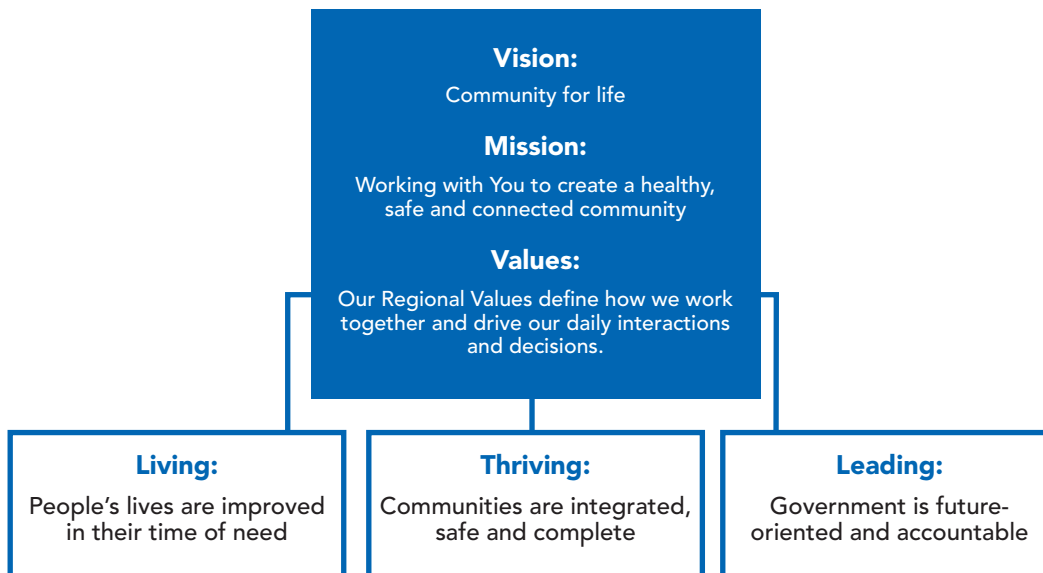 Vision:
Community for life
Mission:
Working with You to create a healthy,
safe and connected community
Values:
Our Regional Values define how we work
together and drive our daily interactions
and decisions.
Living:
People’s lives are improved
in their time of need
Thriving:
Communities are integrated,
safe and complete
Leading:
Government is future-
oriented and accountable